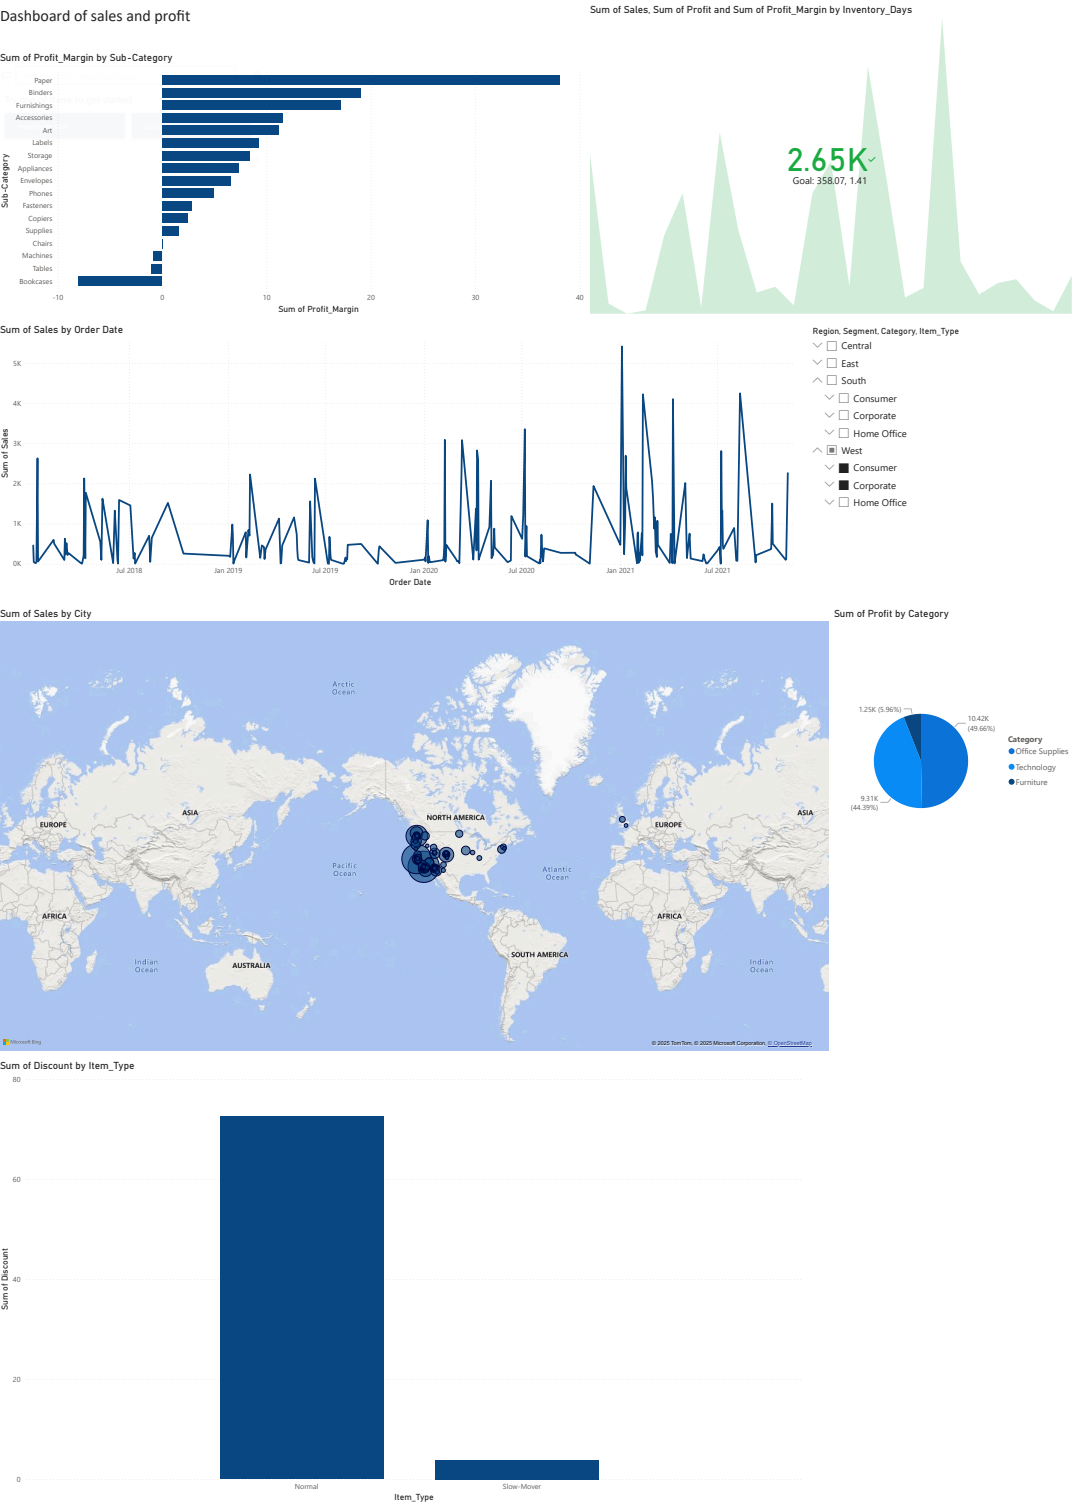 Dashboard of sales and profit
Sum of Profit_Margin by Sub-Category
Sub-Category
Paper
Binders
Furnishings
Accessories
Art
Labels
Storage
Appliances
Envelopes
Phones
Fasteners
Copiers
Supplies
Chairs
Machines
Tables
Bookcases
-10 0 10 20 30 40
Sum of Profit_Margin
Sum of Sales, Sum of Profit and Sum of Profit_Margin by Inventory_Days
2.65K
Goal: 358.07, 1.41
Sum of Sales by Order Date
Sum of Sales
5K
4K
3K
2K
1K
0K
Jul 2018 Jan 2019 Jul 2019 Jan 2020 Jul 2020 Jan 2021 Jul 2021
Order Date
Region, Segment, Category, Item_Type
Central
East
South
Consumer
Corporate
Home Office
West
Consumer
Corporate
Home Office
Sum of Sales by City
Arctic
Ocean
ASIA
EUROPE
NORTH AMERICA
EUROPE
ASIA
Pacific
Ocean
Atlantic
Ocean
AFRICA
AFRICA
SOUTH AMERICA
Indian
Ocean
AUSTRALIA
Indian
Ocean
Microsoft Bing
© 2025 TomTom, © 2025 Microsoft Corporation, © OpenStreetMap
Sum of Profit by Category
1.25K (5.96%)
10.42K
(49.66%)
9.31K
(44.39%)
Category
Office Supplies
Technology
Furniture
Sum of Discount by Item_Type
Sum of Discount
80
60
40
20
0
Normal Slow-Mover
Item_Type